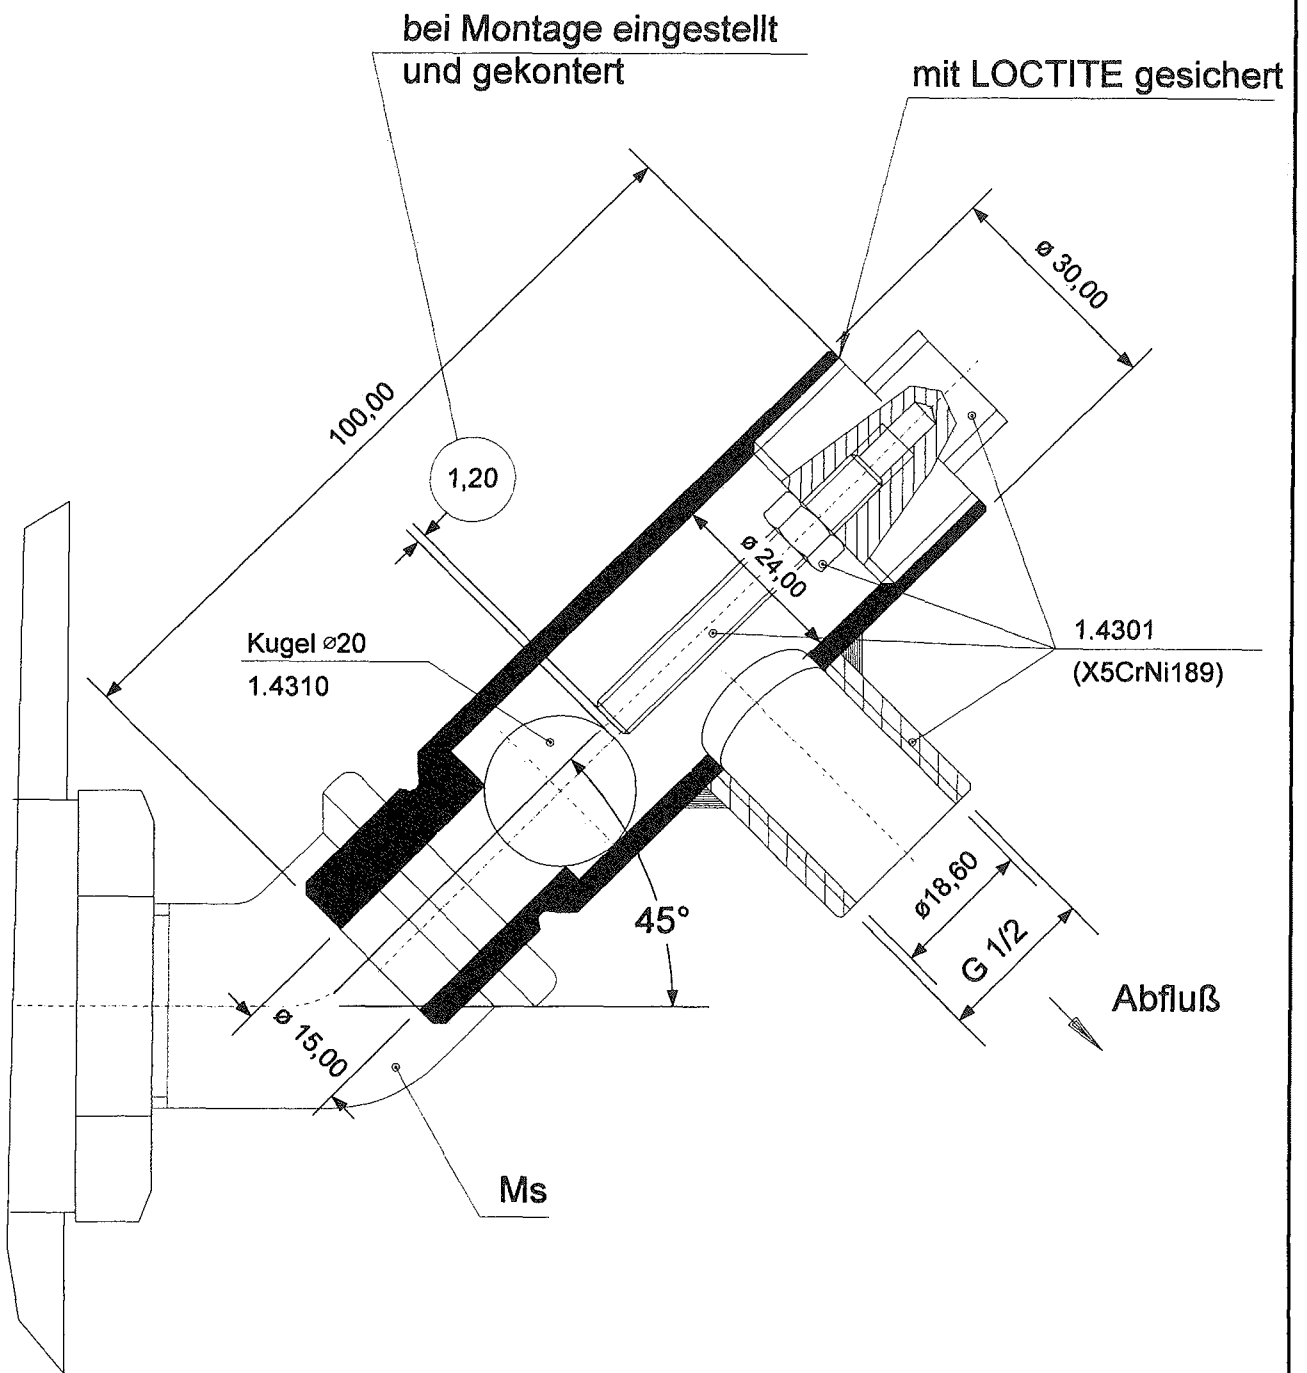 bei Montage eingestellt
und gekontert
mit LOCTITE gesichert
ø 30,00
100,00
1,20
ø 24,00
Kugel ø20
1.4310
1.4301
(X5CrNi189)
45°
ø18,60
G 1/2
Abfluß
ø 15,00
Ms